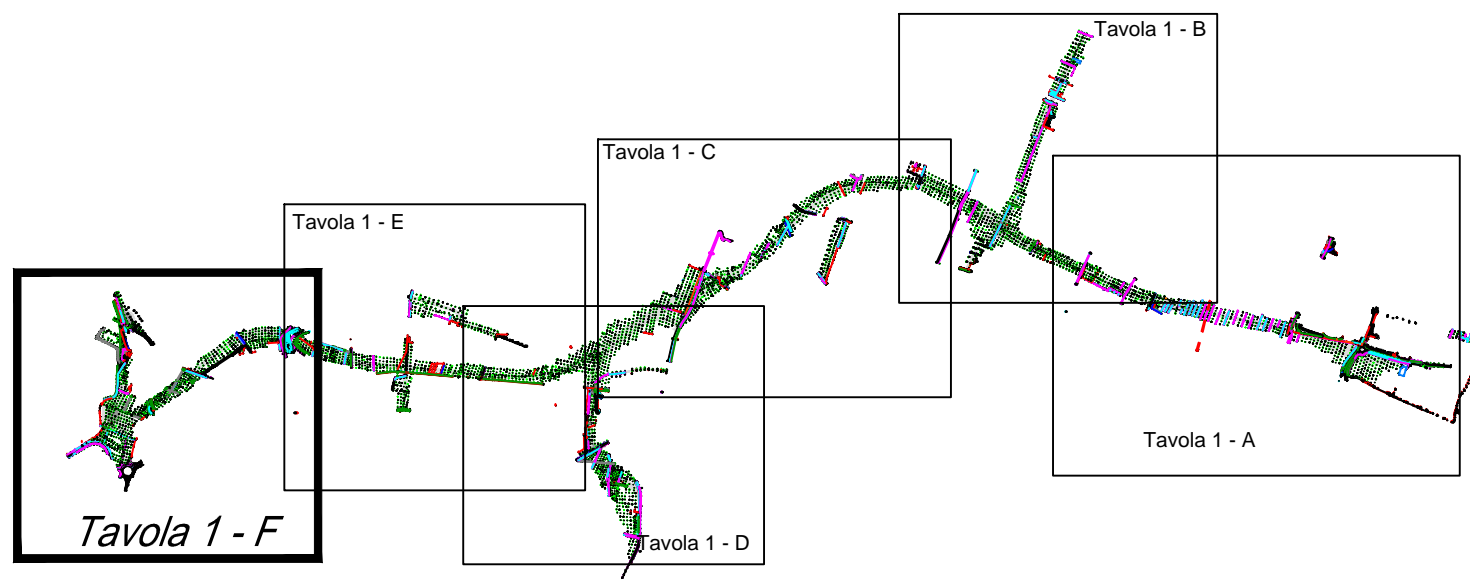 Tavola 1 - B
Tavola 1 - C
Tavola 1 - E
Tavola 1 - A
Tavola 1 - F
Tavola 1 - D